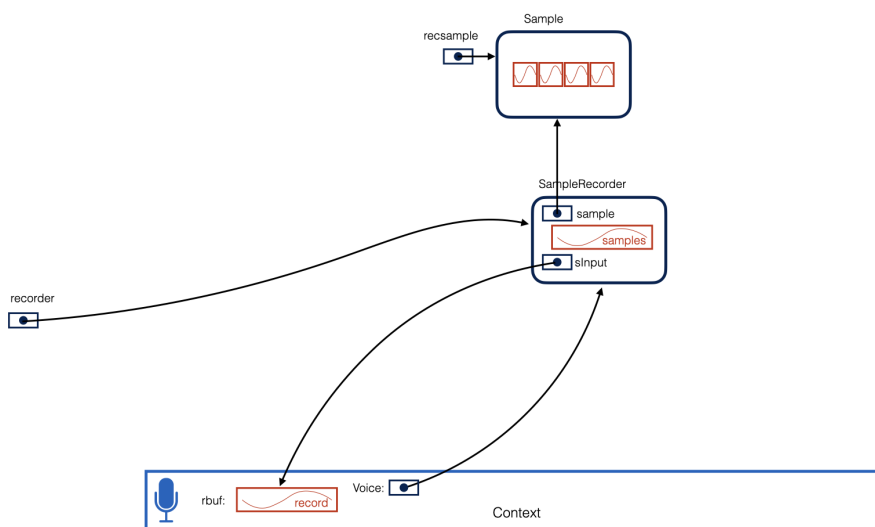 Sample
recsample
SampleRecorder
sample
samples
sInput
recorder
rbuf:
record
Voice:
Context